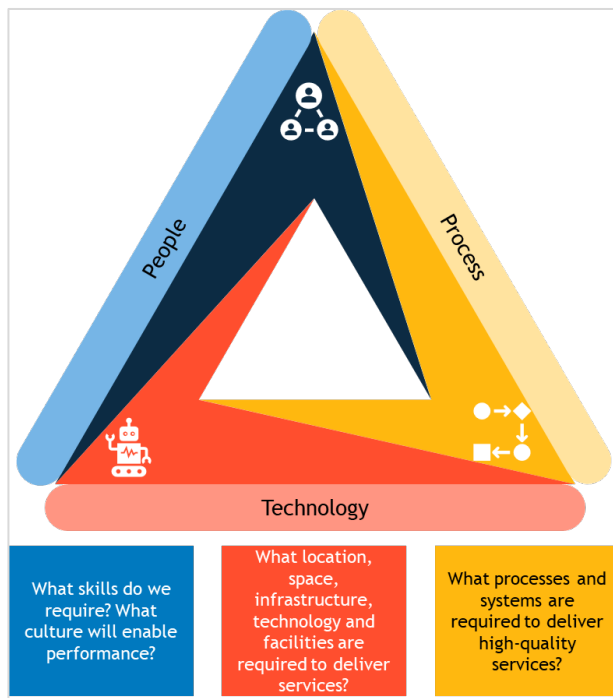 People
Process
Technology
What skills do we
require? What
culture will enable
performance?
What location,
space,
infrastructure,
technology and
facilities are
required to deliver
services?
What processes and
systems are
required to deliver
high-quality
services?